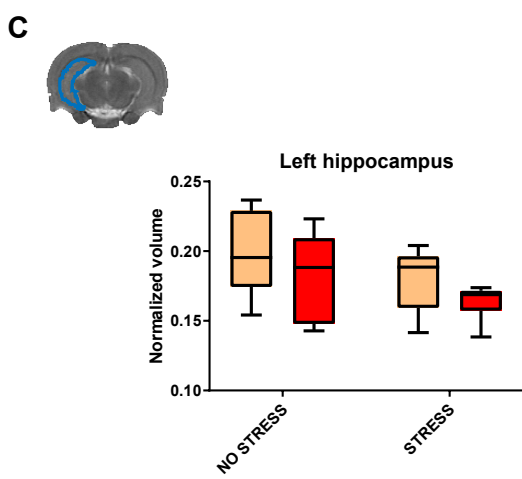 C
Left hippocampus
Normalized volume
0.25
0.20
0.15
0.10
NO STRESS
STRESS